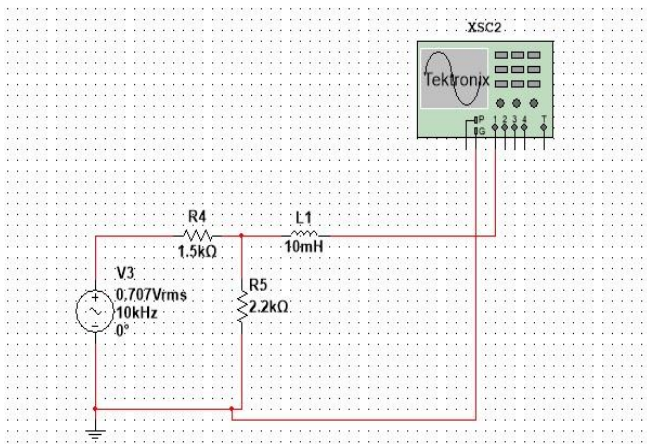 XSC2
Tektronix
P
G
1 2 3 4
T
R4
1.5kΩ
L1
10mH
V3
0.707Vrms
10kHz
0°
R5
2.2kΩ